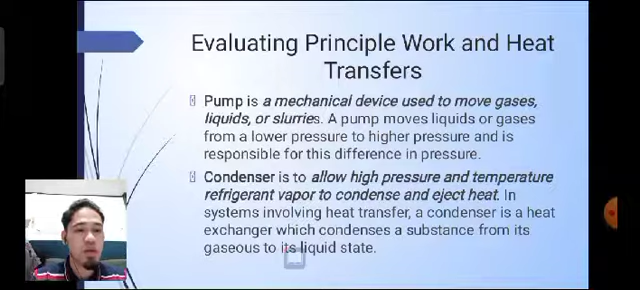 Evaluating Principle Work and Heat
Transfers
Pump is a mechanical device used to move gases,
liquids, or slurries. A pump moves liquids or gases
from a lower pressure to higher pressure and is
responsible for this difference in pressure.
Condenser is to allow high pressure and temperature
refrigerant vapor to condense and eject heat. In
systems involving heat transfer, a condenser is a heat
exchanger which condenses a substance from its
gaseous to its liquid state.